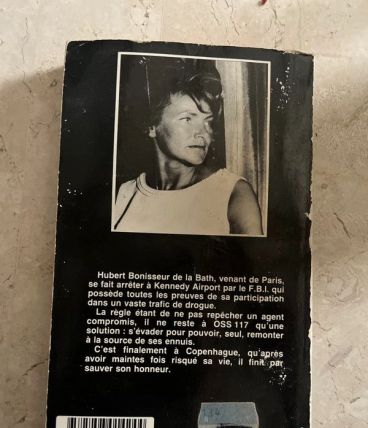 Hubert Bonisseur de la Bath, venant de Paris,
se fait arrêter à Kennedy Airport par le F.B.I. qui
possède toutes les preuves de sa participation
dans un vaste trafic de drogue.
La règle étant de ne pas repêcher un agent
compromis, il ne reste à OSS 117 qu'une
solution : s'évader pour pouvoir, seul, remonter
à la source de ses ennuis.
C'est finalement à Copenhague, qu'après
avoir maintes fois risqué sa vie, il finit par
sauver son honneur.